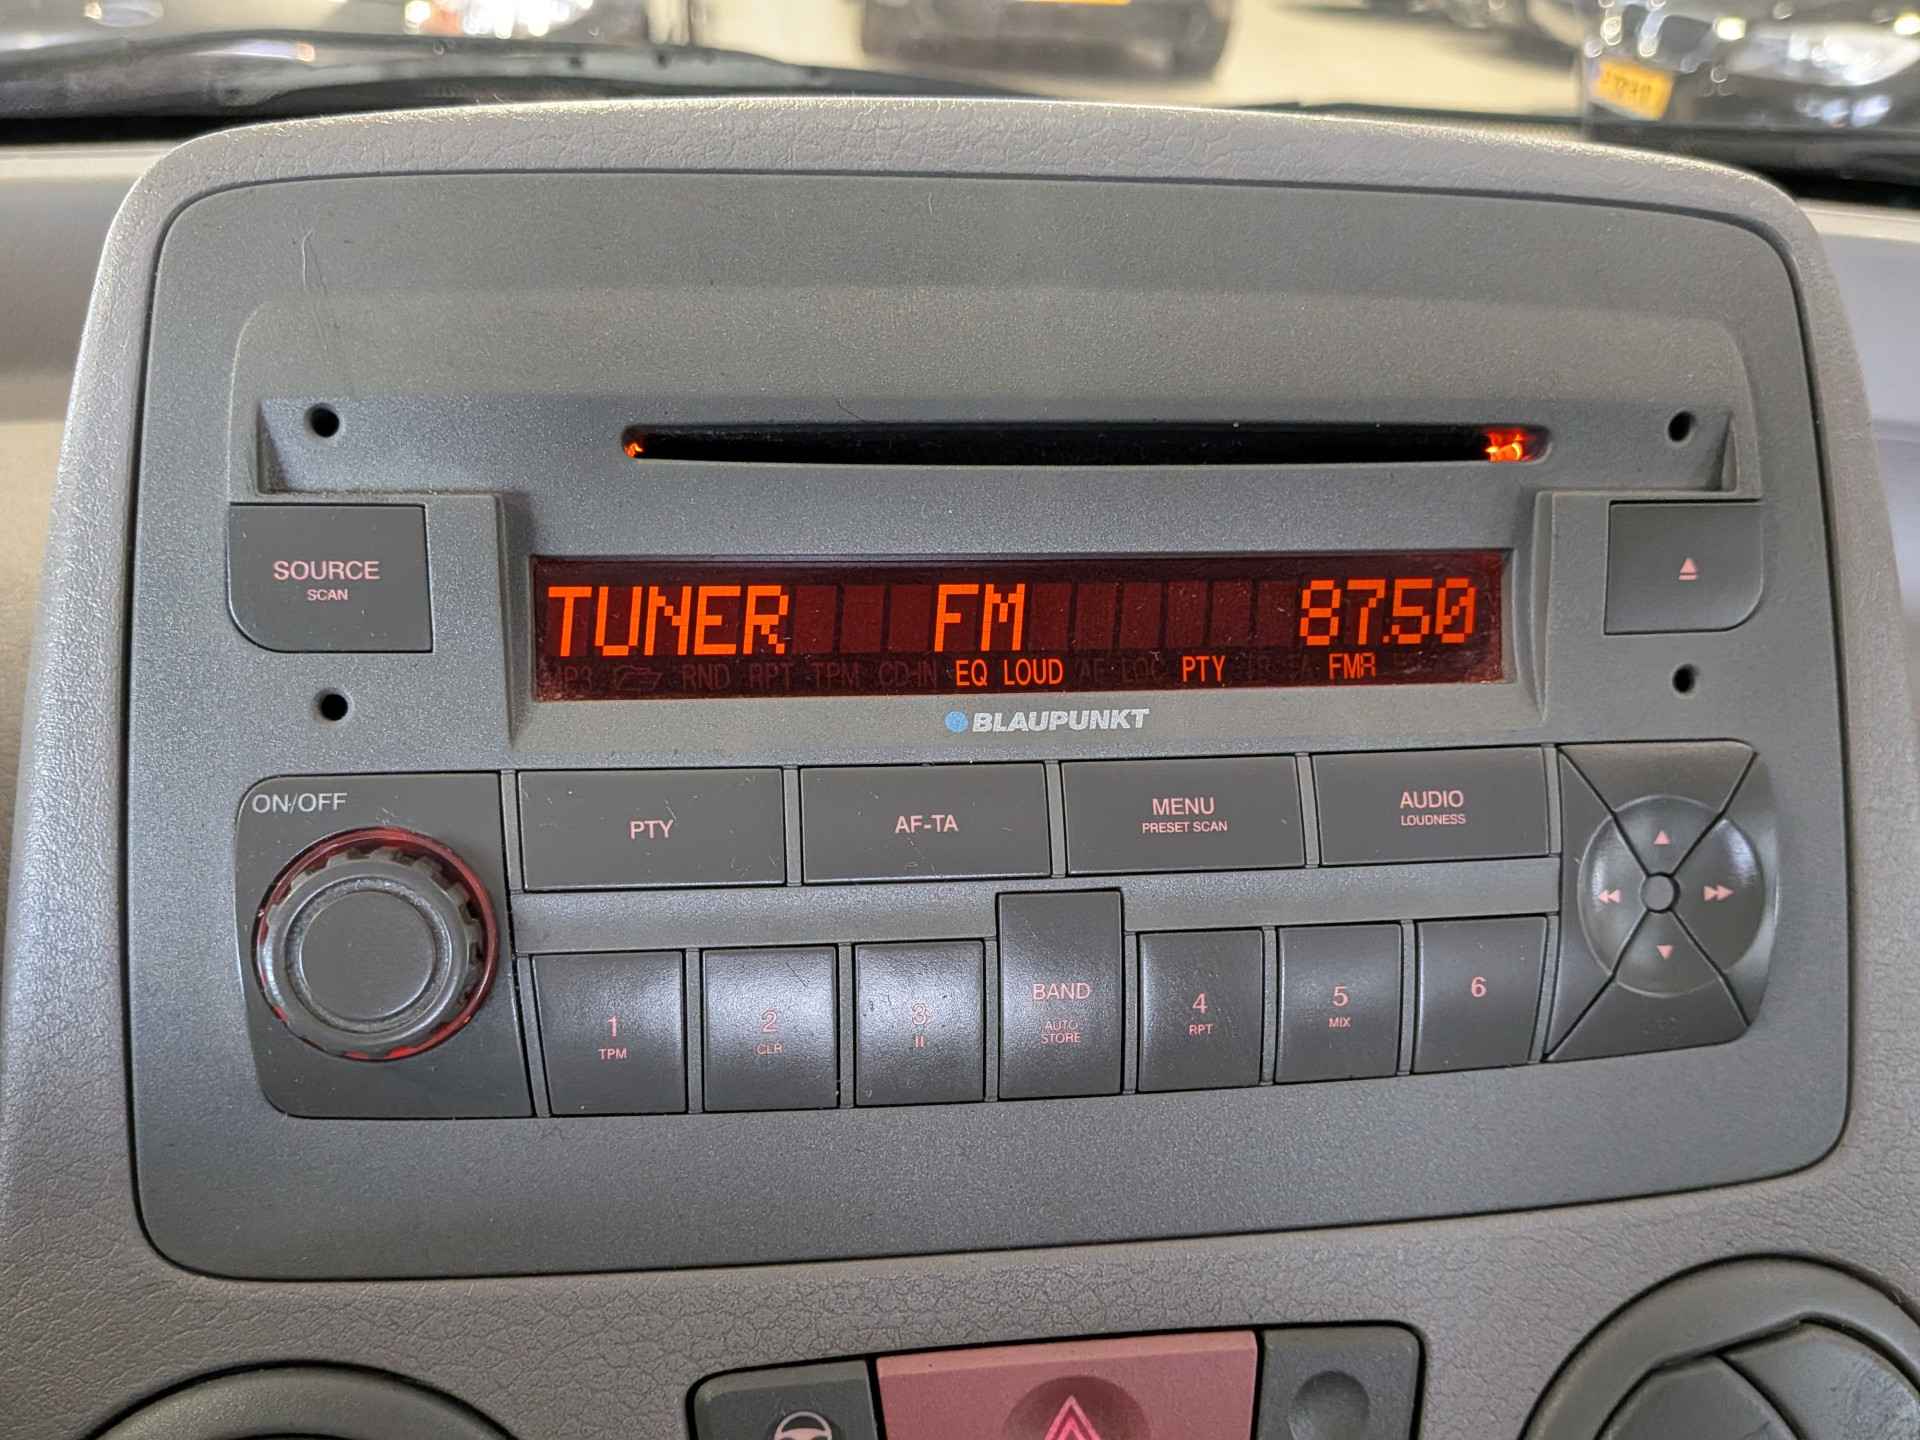 SOURCE
SCAN
TUNER FM 87.50
MP3 RND RPT TPM CD-IN EQ LOUD AF LOC PTY TP TA FMR
BLAUPUNKT
ON/OFF
PTY
AF-TA
MENU
PRESET SCAN
AUDIO
LOUDNESS
1
TPM
2
CLR
3
II
BAND
AUTO
STORE
4
RPT
5
MIX
6